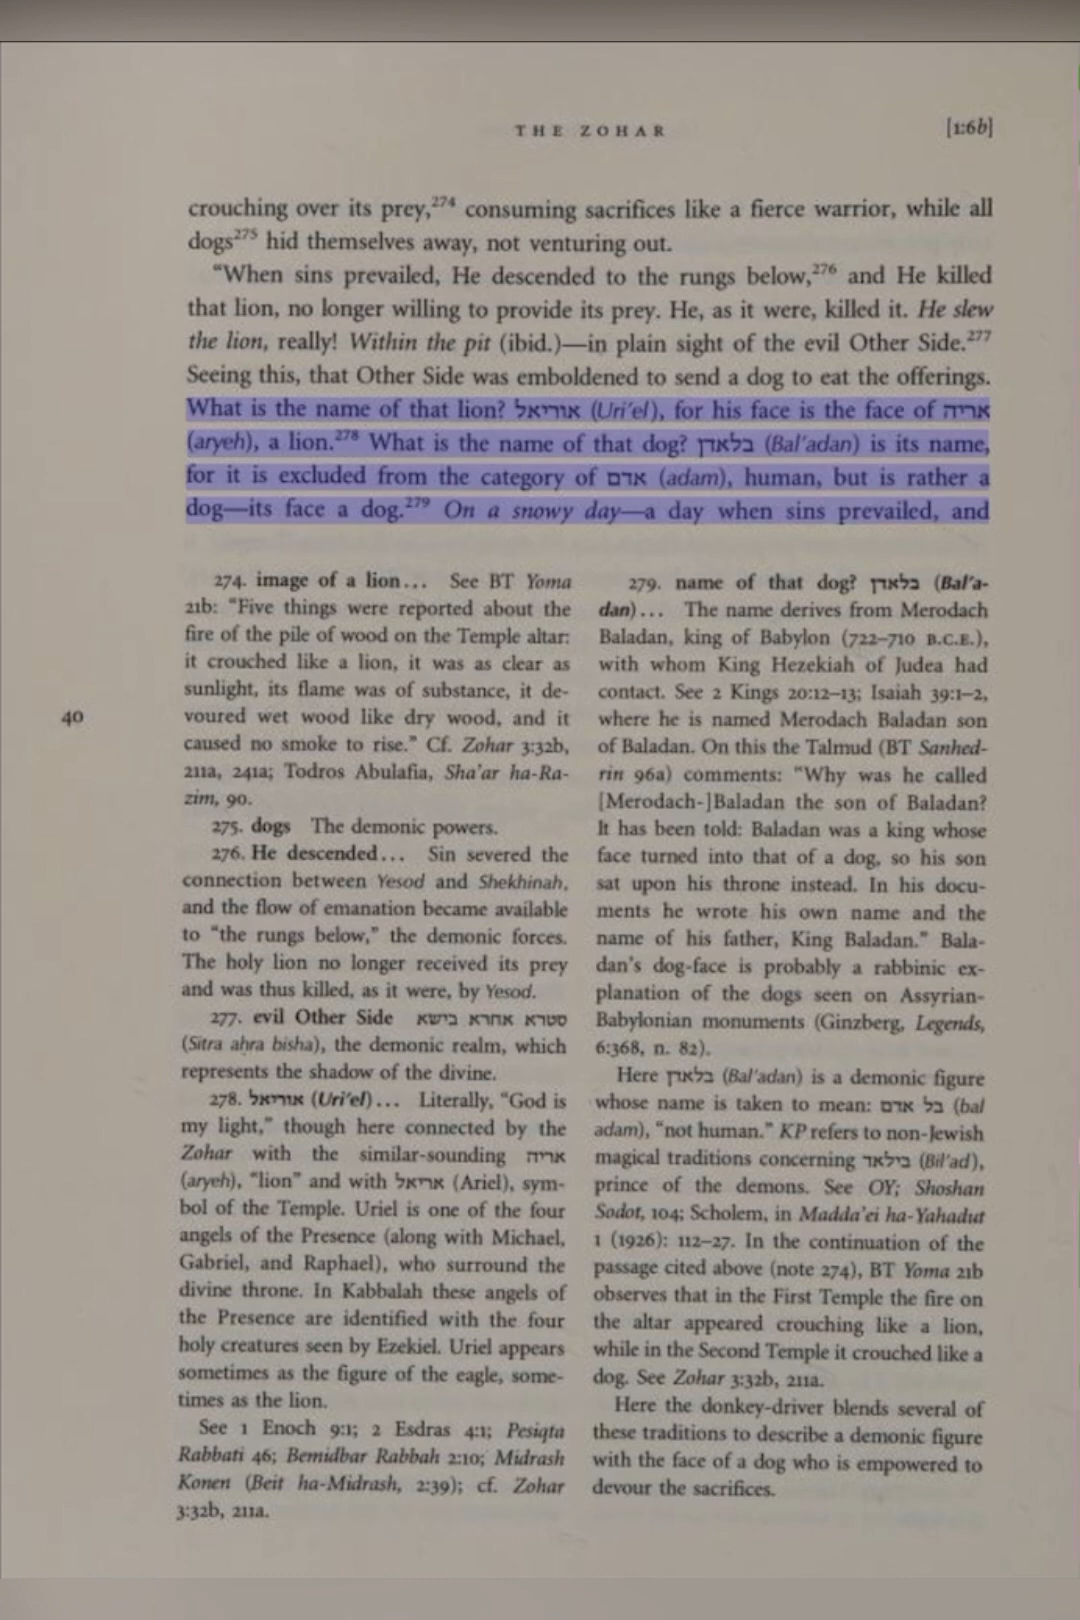 THE ZOHAR
[1:6b]
crouching over its prey,²⁷⁴ consuming sacrifices like a fierce warrior, while all
dogs²⁷⁵ hid themselves away, not venturing out.
“When sins prevailed, He descended to the rungs below,²⁷⁶ and He killed
that lion, no longer willing to provide its prey. He, as it were, killed it. He slew
the lion, really! Within the pit (ibid.)—in plain sight of the evil Other Side.²⁷⁷
Seeing this, that Other Side was emboldened to send a dog to eat the offerings.
What is the name of that lion? אוריאל (Uri’el), for his face is the face of אריה
(aryeh), a lion.²⁷⁸ What is the name of that dog? בלאדן (Bal’adan) is its name,
for it is excluded from the category of אדם (adam), human, but is rather a
dog—its face a dog.²⁷⁹ On a snowy day—a day when sins prevailed, and
274. image of a lion... See BT Yoma
21b: “Five things were reported about the
fire of the pile of wood on the Temple altar:
it crouched like a lion, it was as clear as
sunlight, its flame was of substance, it de-
voured wet wood like dry wood, and it
caused no smoke to rise.” Cf. Zohar 3:32b,
211a, 241a; Todros Abulafia, Sha’ar ha-Ra-
zim, 90.
275. dogs The demonic powers.
276. He descended... Sin severed the
connection between Yesod and Shekhinah,
and the flow of emanation became available
to “the rungs below,” the demonic forces.
The holy lion no longer received its prey
and was thus killed, as it were, by Yesod.
277. evil Other Side סטרא אחרא בישא
(Sitra aḥra bisha), the demonic realm, which
represents the shadow of the divine.
278. אוריאל (Uri’el)... Literally, “God is
my light,” though here connected by the
Zohar with the similar-sounding אריה
(aryeh), “lion” and with אריאל (Ariel), sym-
bol of the Temple. Uriel is one of the four
angels of the Presence (along with Michael,
Gabriel, and Raphael), who surround the
divine throne. In Kabbalah these angels of
the Presence are identified with the four
holy creatures seen by Ezekiel. Uriel appears
sometimes as the figure of the eagle, some-
times as the lion.
See 1 Enoch 9:1; 2 Esdras 4:1; Pesiqta
Rabbati 46; Bemidbar Rabbah 2:10; Midrash
Konen (Beit ha-Midrash, 2:39); cf. Zohar
3:32b, 211a.
279. name of that dog? בלאדן (Bal’a-
dan)... The name derives from Merodach
Baladan, king of Babylon (722–710 B.C.E.),
with whom King Hezekiah of Judea had
contact. See 2 Kings 20:12–13; Isaiah 39:1–2,
where he is named Merodach Baladan son
of Baladan. On this the Talmud (BT Sanhed-
rin 96a) comments: “Why was he called
[Merodach-]Baladan the son of Baladan?
It has been told: Baladan was a king whose
face turned into that of a dog, so his son
sat upon his throne instead. In his docu-
ments he wrote his own name and the
name of his father, King Baladan.” Bala-
dan’s dog-face is probably a rabbinic ex-
planation of the dogs seen on Assyrian-
Babylonian monuments (Ginzberg, Legends,
6:368, n. 82).
Here בלאדן (Bal’adan) is a demonic figure
whose name is taken to mean: בל אדם (bal
adam), “not human.” KP refers to non-Jewish
magical traditions concerning בילאד (Bil’ad),
prince of the demons. See OY; Shoshan
Sodot, 104; Scholem, in Madda’ei ha-Yahadut
1 (1926): 112–27. In the continuation of the
passage cited above (note 274), BT Yoma 21b
observes that in the First Temple the fire on
the altar appeared crouching like a lion,
while in the Second Temple it crouched like a
dog. See Zohar 3:32b, 211a.
Here the donkey-driver blends several of
these traditions to describe a demonic figure
with the face of a dog who is empowered to
devour the sacrifices.
40